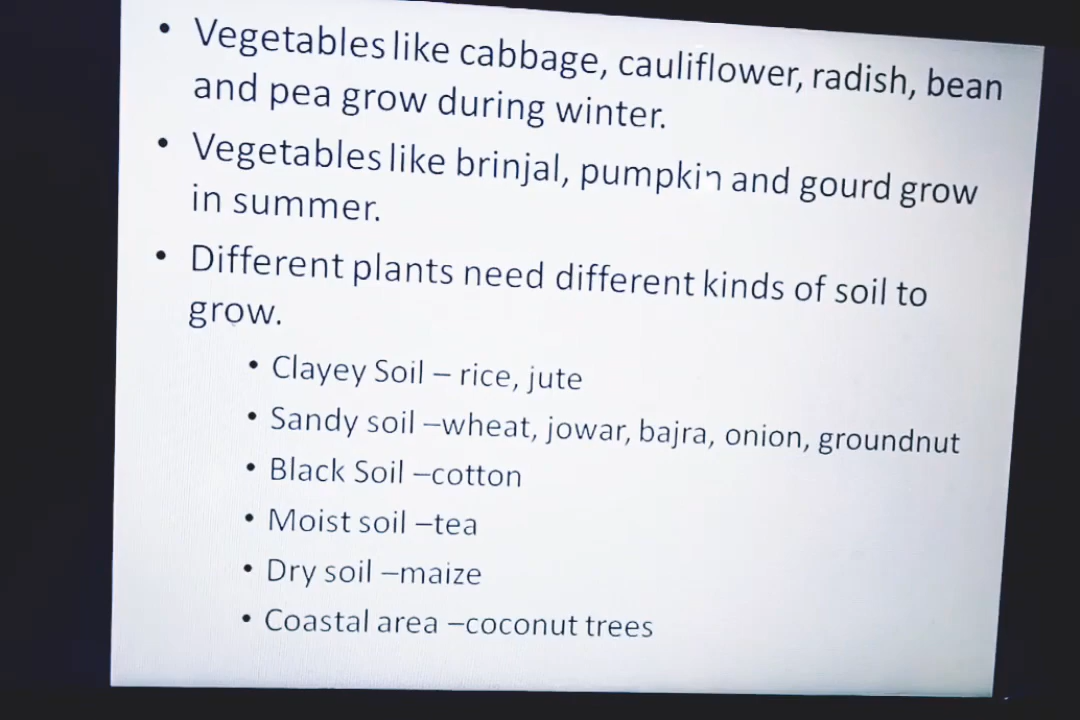 • Vegetables like cabbage, cauliflower, radish, bean
and pea grow during winter.
• Vegetables like brinjal, pumpkin and gourd grow
in summer.
• Different plants need different kinds of soil to
grow.
• Clayey Soil – rice, jute
• Sandy soil –wheat, jowar, bajra, onion, groundnut
• Black Soil –cotton
• Moist soil –tea
• Dry soil –maize
• Coastal area –coconut trees